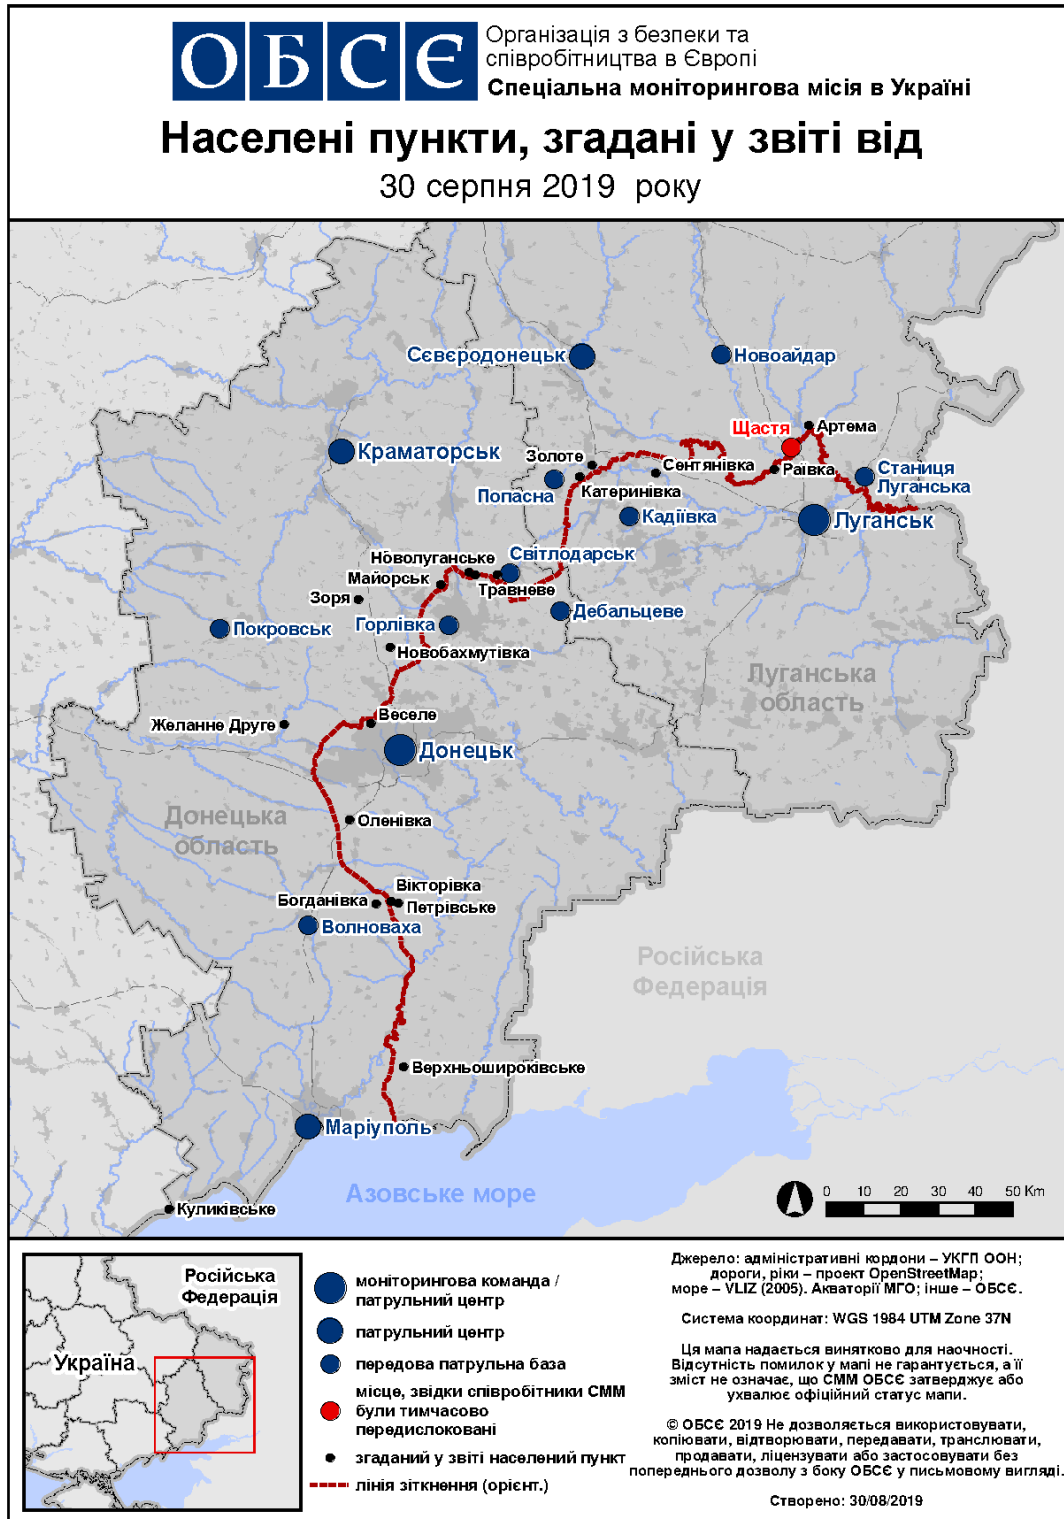 ОБСЄ
Організація з безпеки та
співробітництва в Європі
Спеціальна моніторингова місія в Україні
Населені пункти, згадані у звіті від
30 серпня 2019 року
Сєвєродонецьк
Новоайдар
Щастя
Артема
Краматорськ
Золоте
Сентянівка
Раївка
Станиця
Луганська
Попасна
Катеринівка
Кадіївка
Луганськ
Новолуганське
Світлодарськ
Майорськ
Травневе
Зоря
Горлівка
Дебальцеве
Покровськ
Новобахмутівка
Луганська
область
Желанне Друге
Веселе
Донецьк
Донецька
область
Оленівка
Вікторівка
Богданівка
Петрівське
Волноваха
Російська
Федерація
Верхньошироківське
Маріуполь
Азовське море
Куликівське
0 10 20 30 40 50 Km
Російська
Федерація
Україна
моніторингова команда /
патрульний центр
патрульний центр
передова патрульна база
місце, звідки співробітники СММ
були тимчасово
передислоковані
згаданий у звіті населений пункт
лінія зіткнення (орієнт.)
Джерело: адміністративні кордони – УКГП ООН;
дороги, ріки – проект OpenStreetMap;
море – VLIZ (2005). Акваторії МГО; інше – ОБСЄ.
Система координат: WGS 1984 UTM Zone 37N
Ця мапа надається винятково для наочності.
Відсутність помилок у мапі не гарантується, а її
зміст не означає, що СММ ОБСЄ затверджує або
ухвалює офіційний статус мапи.
© ОБСЄ 2019 Не дозволяється використовувати,
копіювати, відтворювати, передавати, транслювати,
продавати, ліцензувати або застосовувати без
попереднього дозволу з боку ОБСЄ у письмовому вигляді.
Створено: 30/08/2019